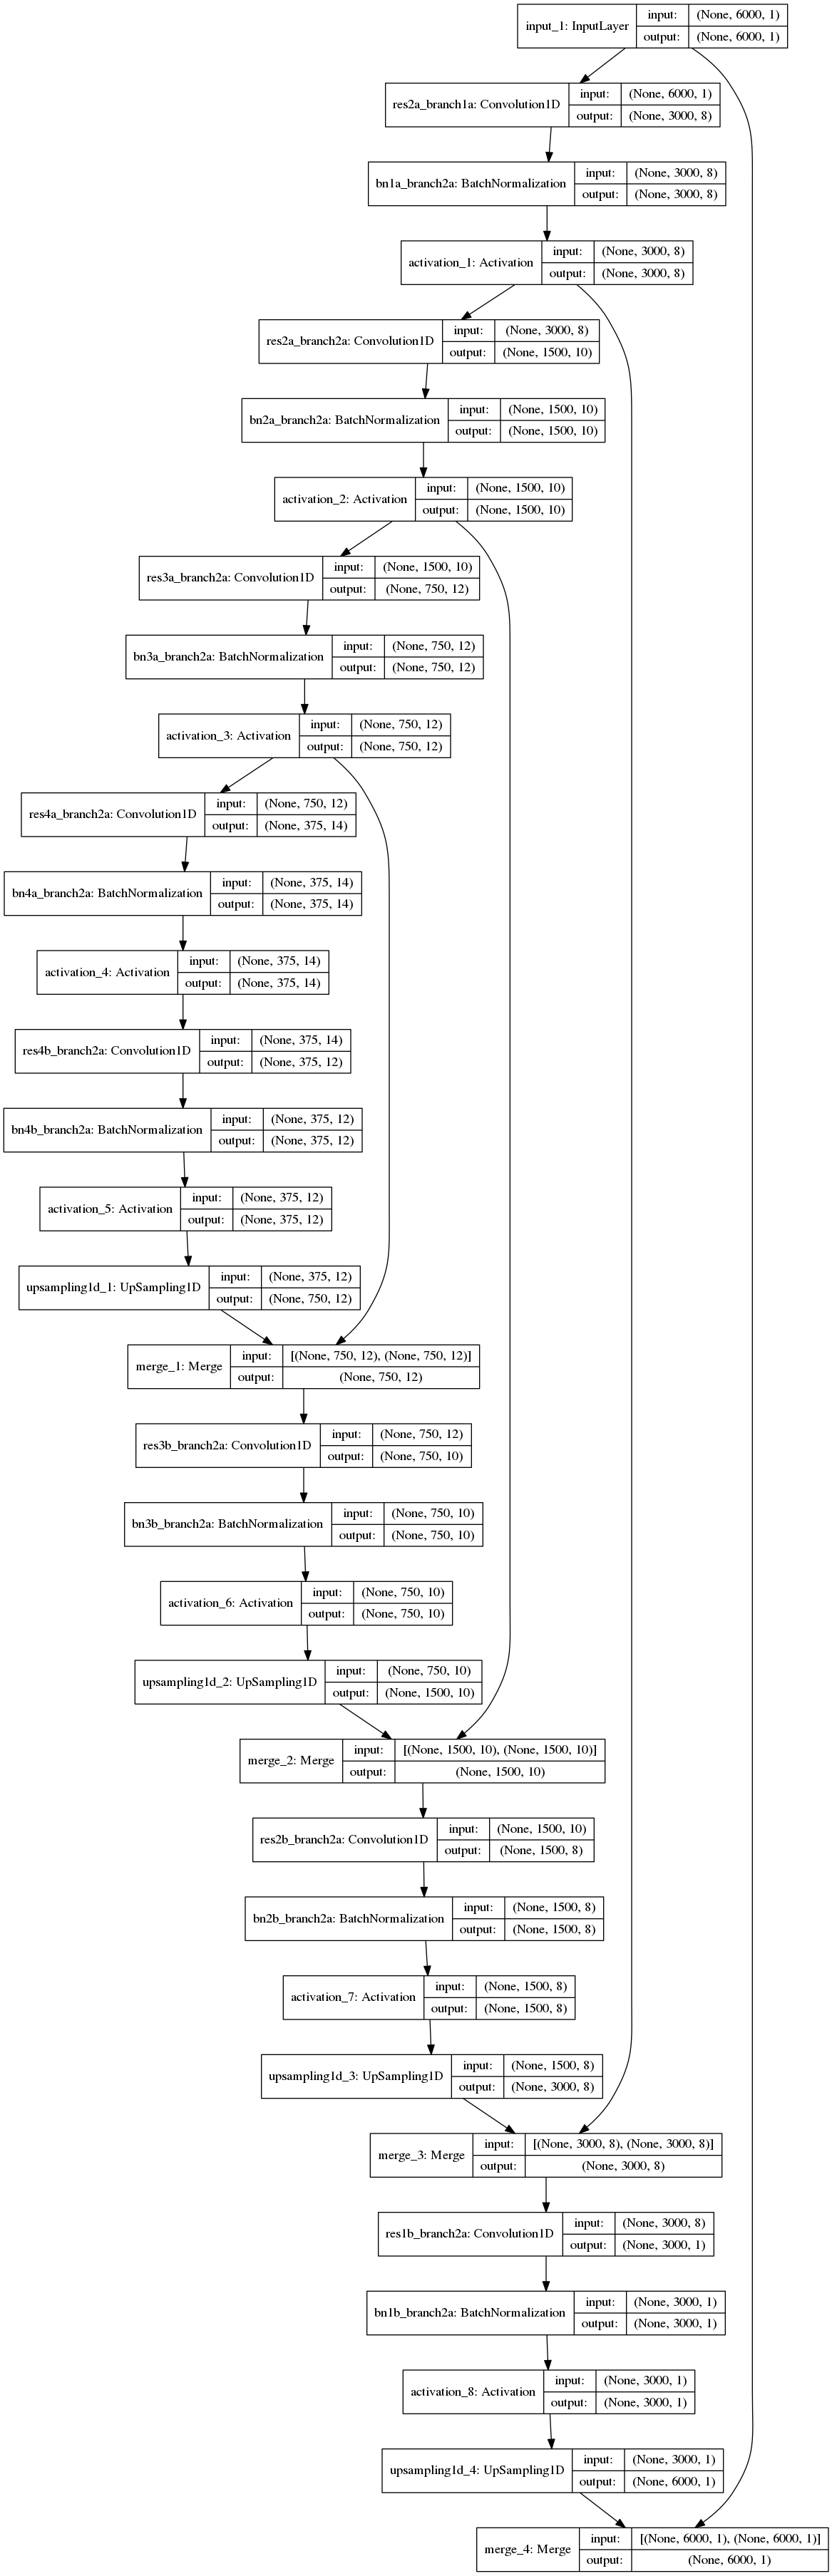 input_1: InputLayer
input: (None, 6000, 1)
output: (None, 6000, 1)
res2a_branch1a: Convolution1D
input: (None, 6000, 1)
output: (None, 3000, 8)
bn1a_branch2a: BatchNormalization
input: (None, 3000, 8)
output: (None, 3000, 8)
activation_1: Activation
input: (None, 3000, 8)
output: (None, 3000, 8)
res2a_branch2a: Convolution1D
input: (None, 3000, 8)
output: (None, 1500, 10)
bn2a_branch2a: BatchNormalization
input: (None, 1500, 10)
output: (None, 1500, 10)
activation_2: Activation
input: (None, 1500, 10)
output: (None, 1500, 10)
res3a_branch2a: Convolution1D
input: (None, 1500, 10)
output: (None, 750, 12)
bn3a_branch2a: BatchNormalization
input: (None, 750, 12)
output: (None, 750, 12)
activation_3: Activation
input: (None, 750, 12)
output: (None, 750, 12)
res4a_branch2a: Convolution1D
input: (None, 750, 12)
output: (None, 375, 14)
bn4a_branch2a: BatchNormalization
input: (None, 375, 14)
output: (None, 375, 14)
activation_4: Activation
input: (None, 375, 14)
output: (None, 375, 14)
res4b_branch2a: Convolution1D
input: (None, 375, 14)
output: (None, 375, 12)
bn4b_branch2a: BatchNormalization
input: (None, 375, 12)
output: (None, 375, 12)
activation_5: Activation
input: (None, 375, 12)
output: (None, 375, 12)
upsampling1d_1: UpSampling1D
input: (None, 375, 12)
output: (None, 750, 12)
merge_1: Merge
input: [(None, 750, 12), (None, 750, 12)]
output: (None, 750, 12)
res3b_branch2a: Convolution1D
input: (None, 750, 12)
output: (None, 750, 10)
bn3b_branch2a: BatchNormalization
input: (None, 750, 10)
output: (None, 750, 10)
activation_6: Activation
input: (None, 750, 10)
output: (None, 750, 10)
upsampling1d_2: UpSampling1D
input: (None, 750, 10)
output: (None, 1500, 10)
merge_2: Merge
input: [(None, 1500, 10), (None, 1500, 10)]
output: (None, 1500, 10)
res2b_branch2a: Convolution1D
input: (None, 1500, 10)
output: (None, 1500, 8)
bn2b_branch2a: BatchNormalization
input: (None, 1500, 8)
output: (None, 1500, 8)
activation_7: Activation
input: (None, 1500, 8)
output: (None, 1500, 8)
upsampling1d_3: UpSampling1D
input: (None, 1500, 8)
output: (None, 3000, 8)
merge_3: Merge
input: [(None, 3000, 8), (None, 3000, 8)]
output: (None, 3000, 8)
res1b_branch2a: Convolution1D
input: (None, 3000, 8)
output: (None, 3000, 1)
bn1b_branch2a: BatchNormalization
input: (None, 3000, 1)
output: (None, 3000, 1)
activation_8: Activation
input: (None, 3000, 1)
output: (None, 3000, 1)
upsampling1d_4: UpSampling1D
input: (None, 3000, 1)
output: (None, 6000, 1)
merge_4: Merge
input: [(None, 6000, 1), (None, 6000, 1)]
output: (None, 6000, 1)